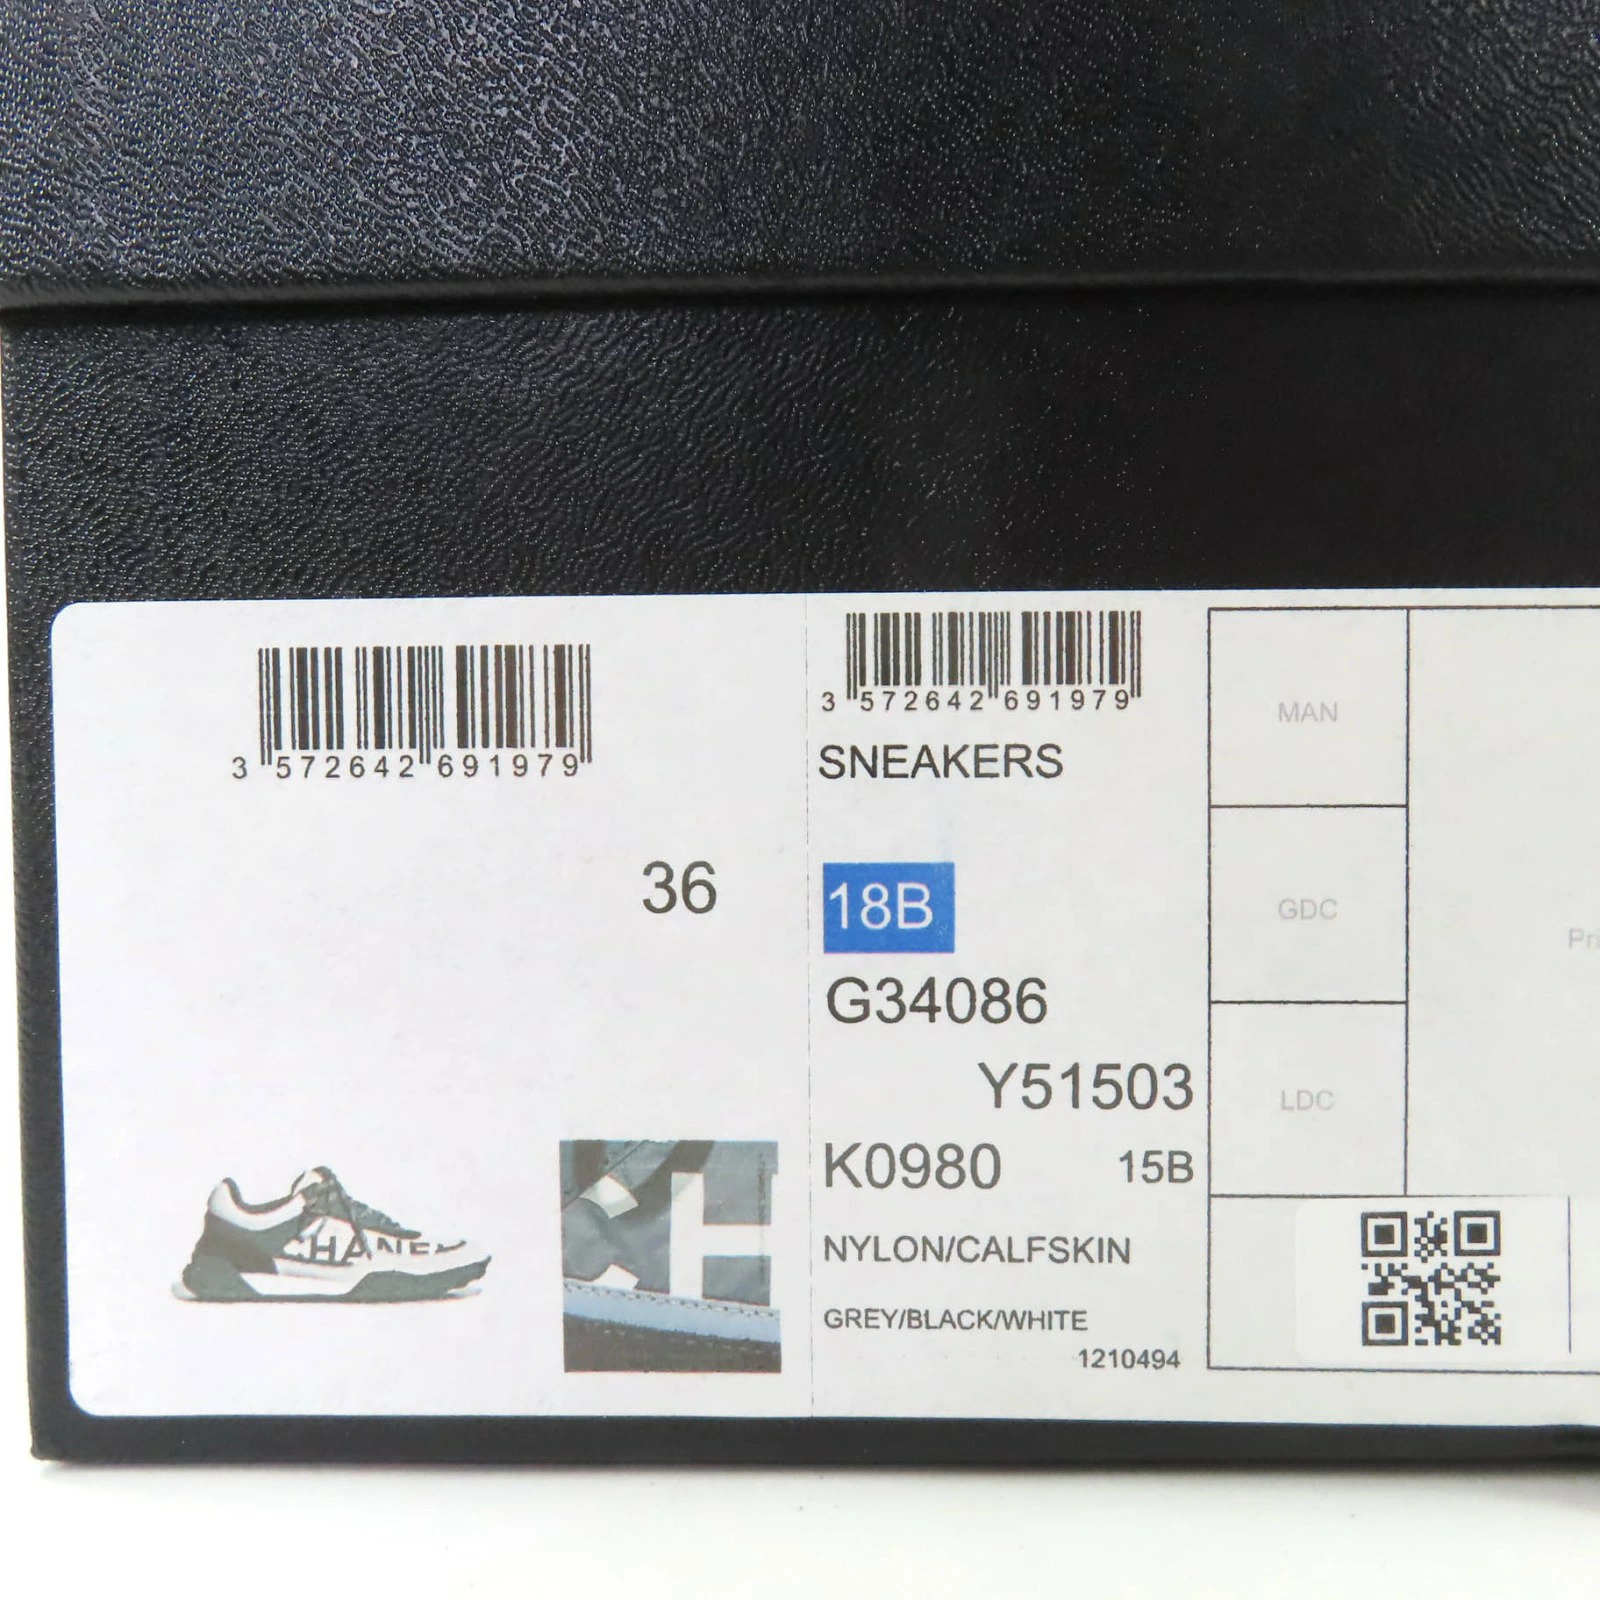 3 572642 691979
36
CHANEL
3 572642 691979
SNEAKERS
18B
G34086
Y51503
K0980 15B
NYLON/CALFSKIN
GREY/BLACK/WHITE
1210494
MAN
GDC
LDC